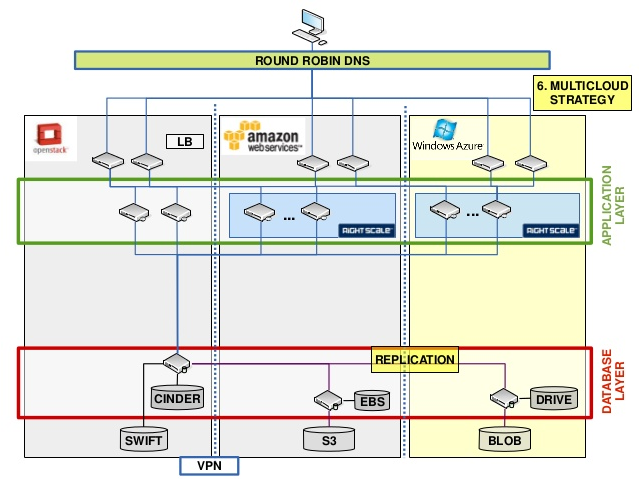 ROUND ROBIN DNS
6. MULTICLOUD
STRATEGY
openstack
LB
amazon
webservices™
Windows Azure
APPLICATION
LAYER
...
...
RIGHTSCALE
RIGHTSCALE
REPLICATION
DATABASE
LAYER
CINDER
EBS
DRIVE
SWIFT
S3
BLOB
VPN